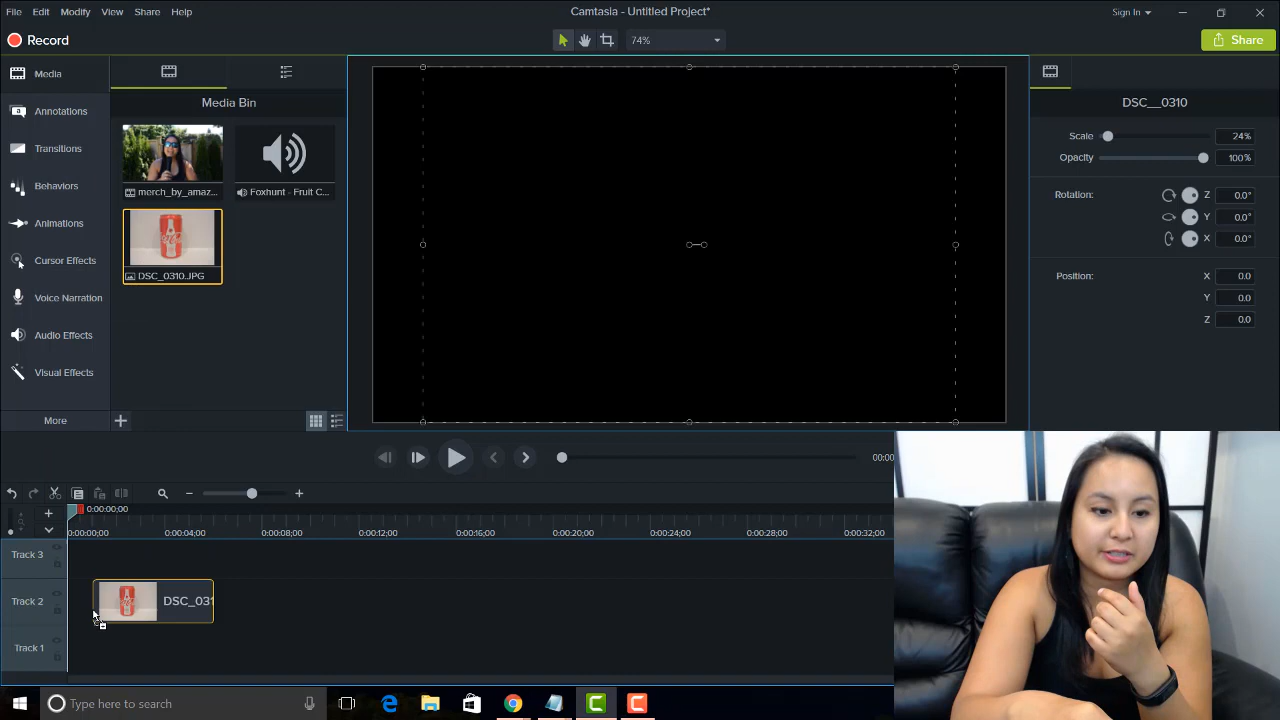 File Edit Modify View Share Help
Camtasia - Untitled Project*
Sign In
Record
74%
Share
Media
Annotations
Transitions
Behaviors
Animations
Cursor Effects
Voice Narration
Audio Effects
Visual Effects
More
Media Bin
merch_by_amaz...
Foxhunt - Fruit C...
DSC_0310.JPG
DSC__0310
Scale 24%
Opacity 100%
Rotation: Z 0.0°
Y 0.0°
X 0.0°
Position: X 0.0
Y 0.0
Z 0.0
00:00
0:00:00;00
0:00:00;00 0:00:04;00 0:00:08;00 0:00:12;00 0:00:16;00 0:00:20;00 0:00:24;00 0:00:28;00 0:00:32;00
Track 3
Track 2
DSC_031
Track 1
Type here to search